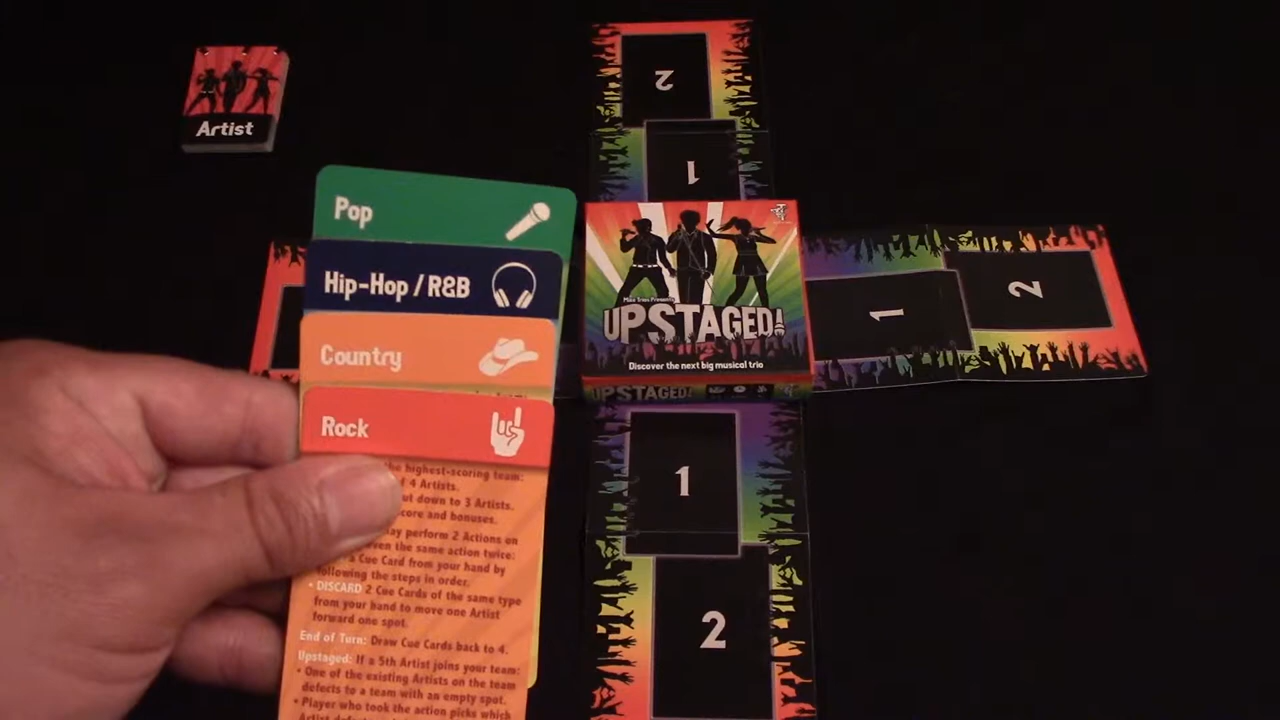 Artist
2
1
Pop
Hip-Hop / R&B
Country
Rock
the highest-scoring team:
4 Artists.
down to 3 Artists.
score and bonuses.
perform 2 Actions on
the same action twice:
a Cue Card from your hand by
following the steps in order.
• DISCARD 2 Cue Cards of the same type
from your hand to move one Artist
forward one spot.
End of Turn: Draw Cue Cards back to 4.
Upstaged: If a 5th Artist joins your team:
• One of the existing Artists on the team
defects to a team with an empty spot.
• Player who took the action picks which
UPSTAGED!
Discover the next big musical trio
UPSTAGED!
1
2
1
2